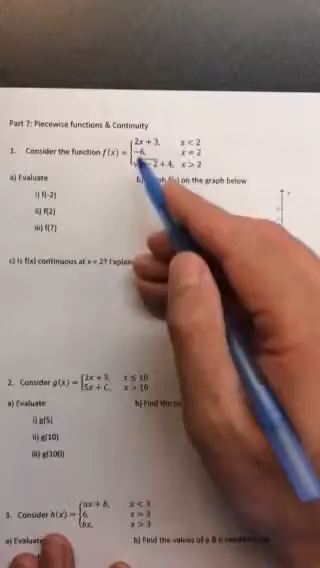 Part 7: Piecewise functions & Continuity
1. Consider the function f(x) = { 2x + 3, x < 2
-6, x = 2
- 2 + 4, x > 2
a) Evaluate b) on the graph below
i) f(-2)
ii) f(2)
iii) f(7)
c) Is f(x) continuous at x = 2?
2. Consider g(x) = { 2x + 5, x ≤ 10
5x + C, x > 10
a) Evaluate b) Find the
i) g(5)
ii) g(10)
iii) g(100)
3. Consider h(x) = { ax + b, x < 3
6, x = 3
bx, x > 3
a) Evaluate b) Find the values of a & b